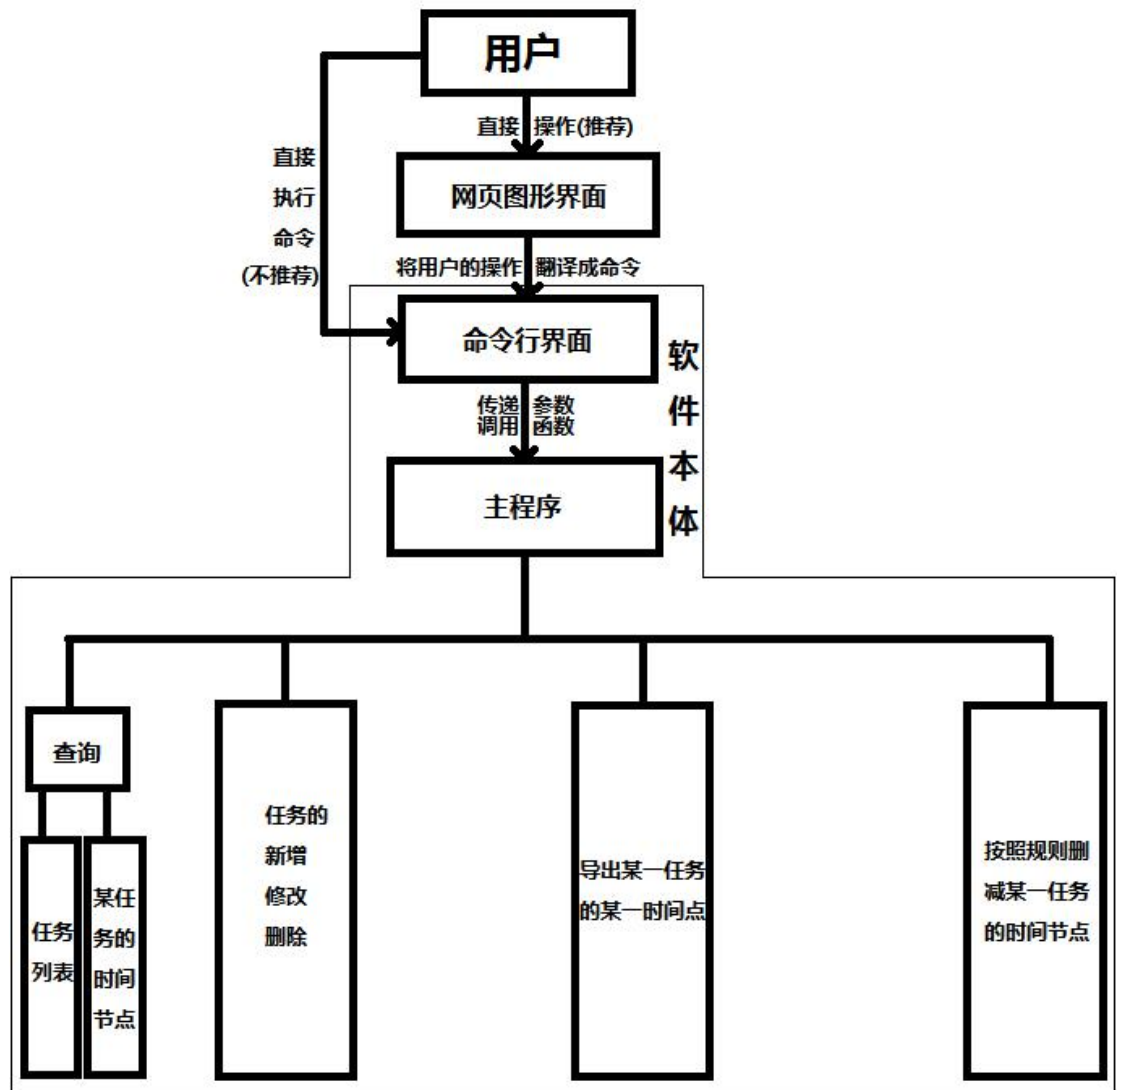 用户
直接 操作(推荐)
直接
执行
命令
(不推荐)
网页图形界面
将用户的操作 翻译成命令
命令行界面
软
件
本
体
传递 参数
调用 函数
主程序
查询
任务
列表
某任
务的
时间
节点
任务的
新增
修改
删除
导出某一任务
的某一时间点
按照规则删
减某一任务
的时间节点